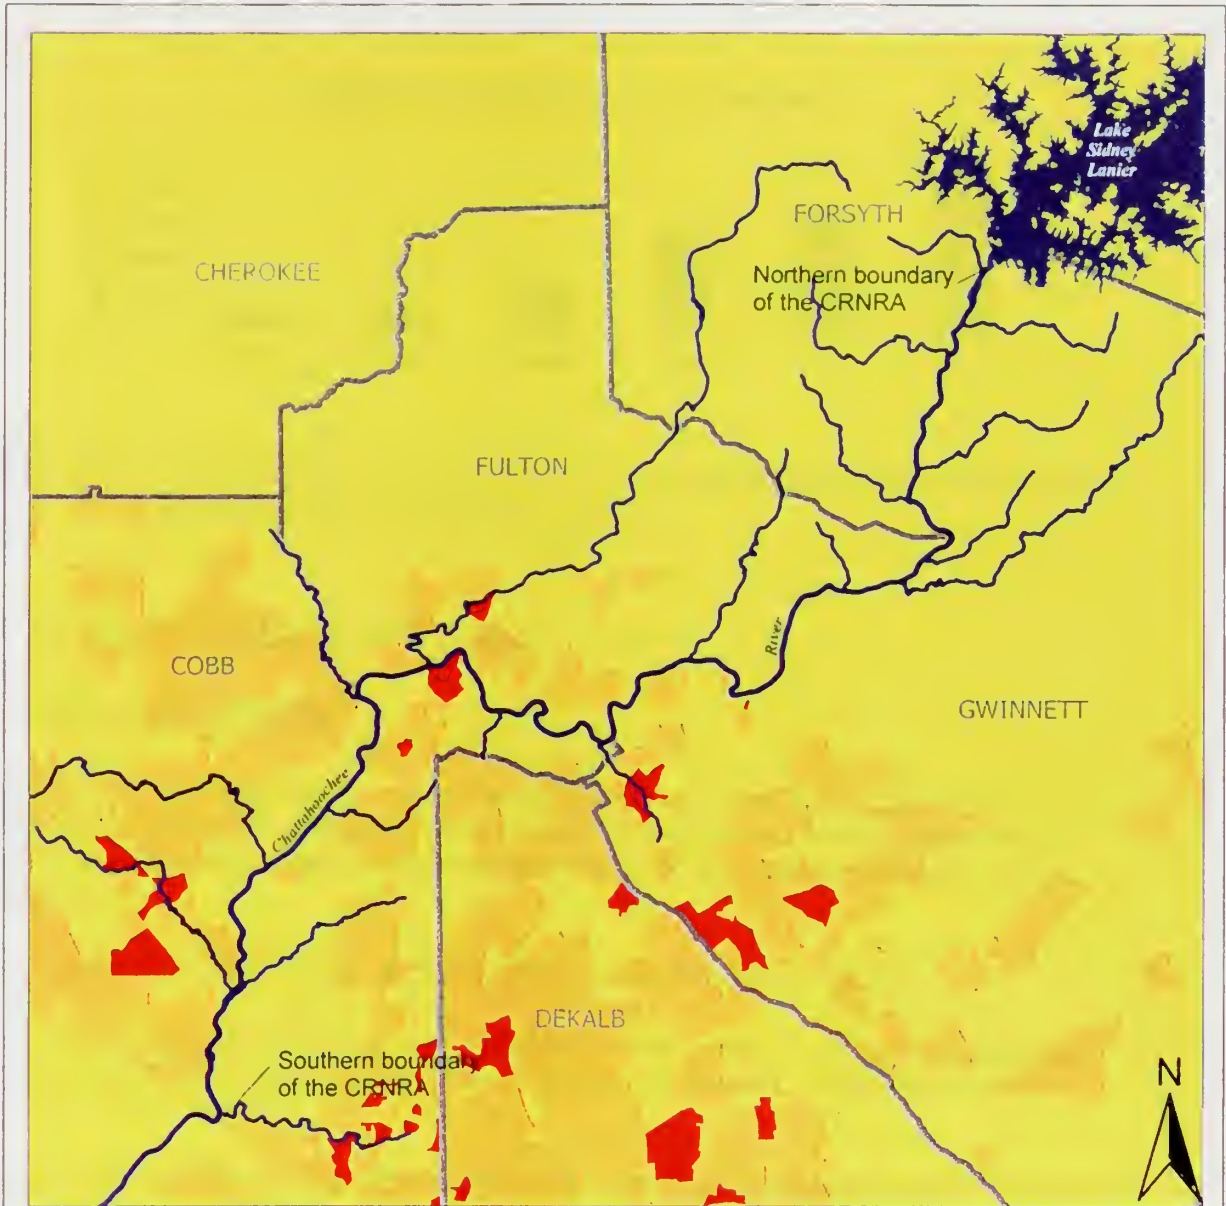 Lake
Sidney
Lanier
FORSYTH
CHEROKEE
Northern boundary
of the CRNRA
FULTON
River
COBB
GWINNETT
Chattahoochee
DEKALB
Southern boundary
of the CRNRA
N